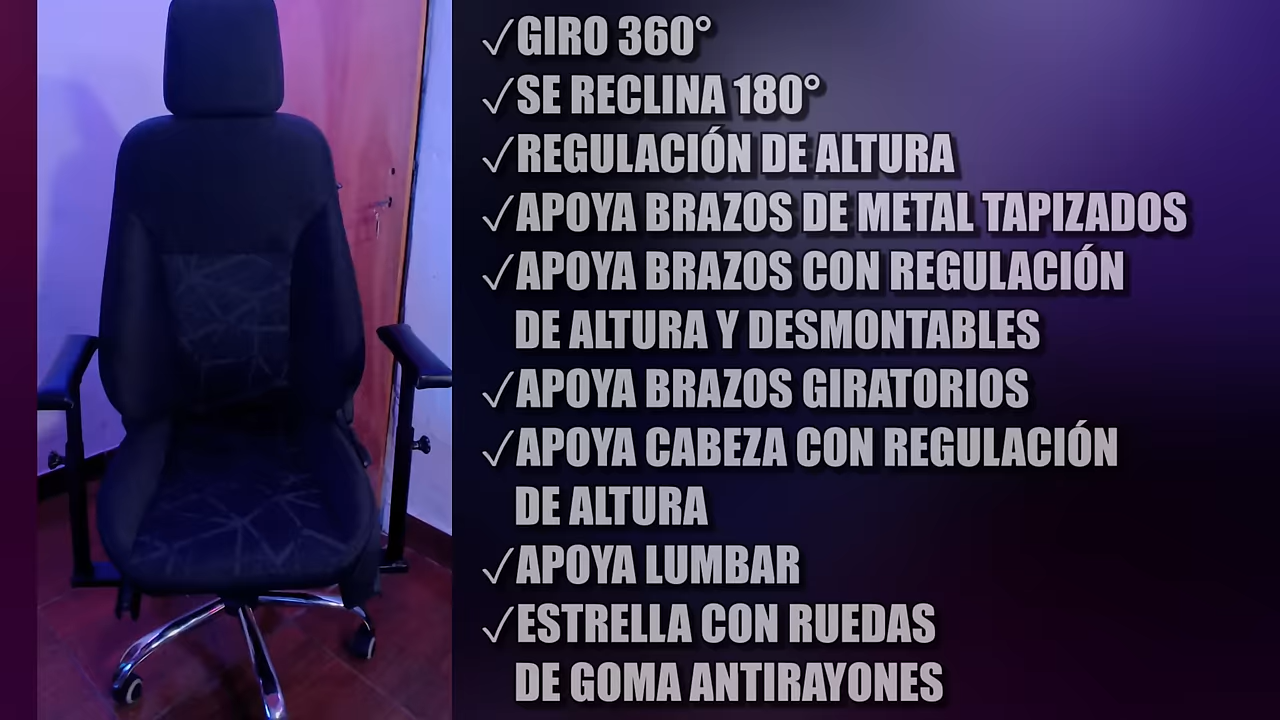 ✓GIRO 360°
✓SE RECLINA 180°
✓REGULACIÓN DE ALTURA
✓APOYA BRAZOS DE METAL TAPIZADOS
✓APOYA BRAZOS CON REGULACIÓN
DE ALTURA Y DESMONTABLES
✓APOYA BRAZOS GIRATORIOS
✓APOYA CABEZA CON REGULACIÓN
DE ALTURA
✓APOYA LUMBAR
✓ESTRELLA CON RUEDAS
DE GOMA ANTIRAYONES